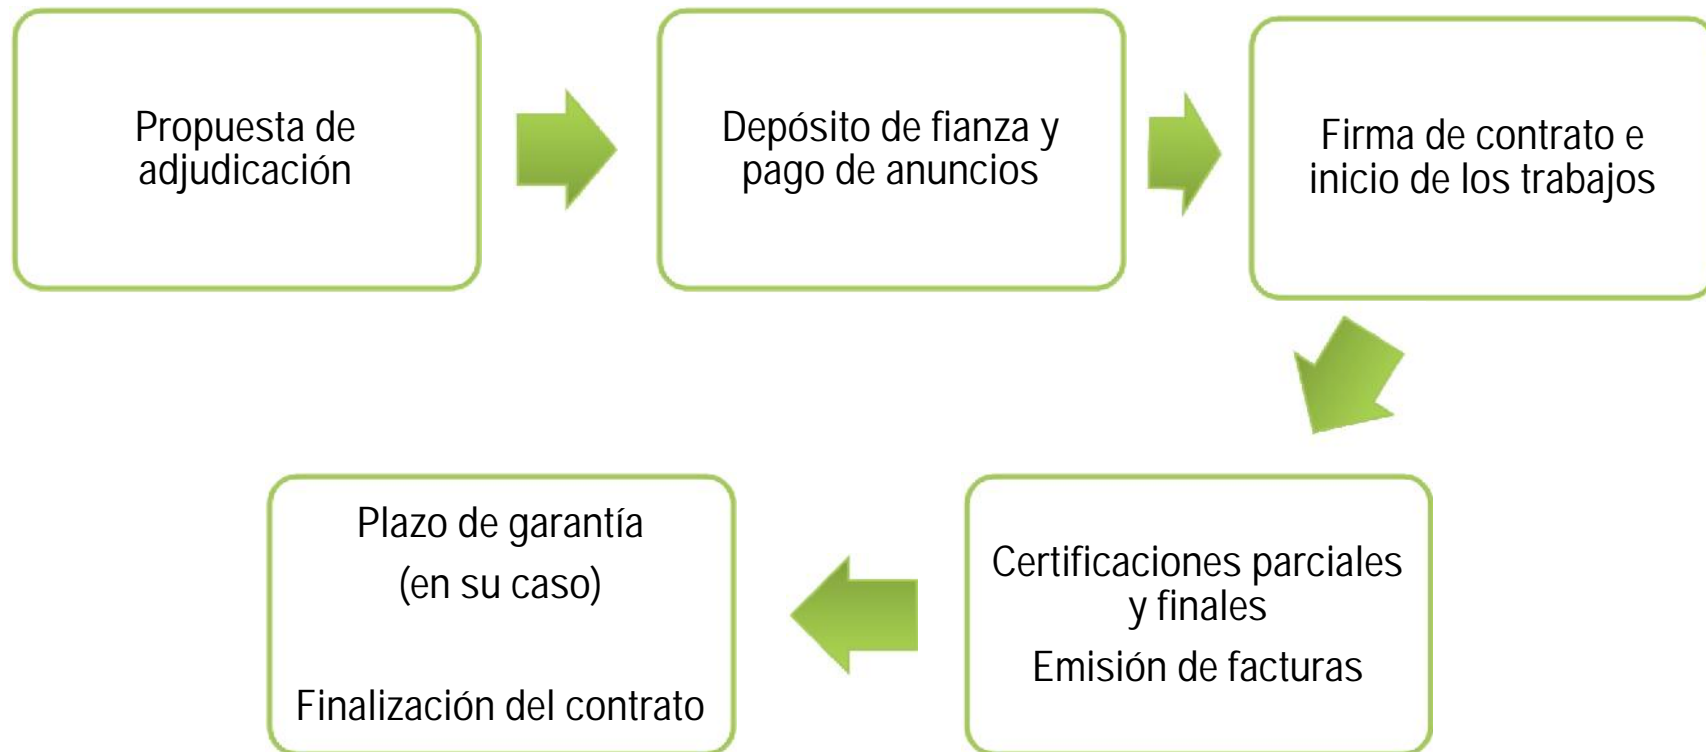 Propuesta de
adjudicación
Depósito de fianza y
pago de anuncios
Firma de contrato e
inicio de los trabajos
Certificaciones parciales
y finales
Emisión de facturas
Plazo de garantía
(en su caso)
Finalización del contrato